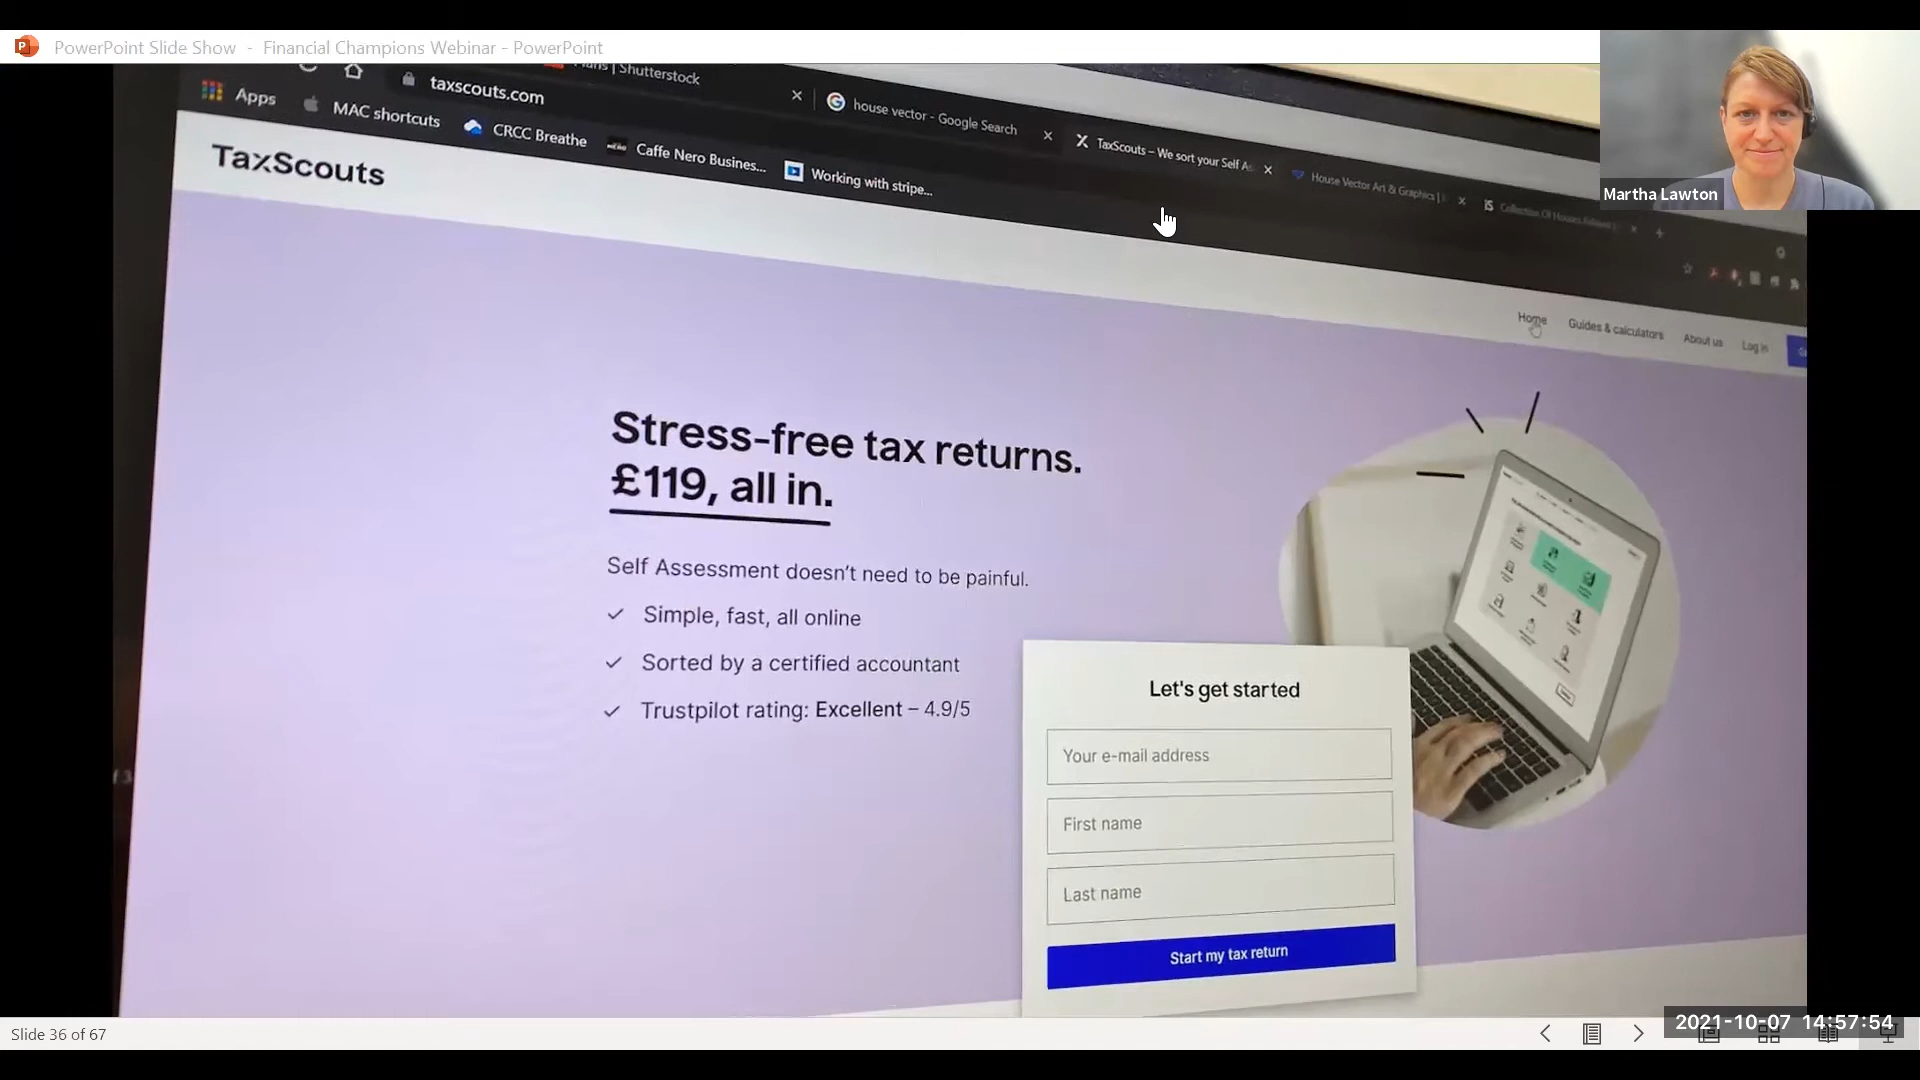 PowerPoint Slide Show - Financial Champions Webinar - PowerPoint
Martha Lawton
| Shutterstock
house vector - Google Search
TaxScouts – We sort your Self
House Vector Art & Graphics |
taxscouts.com
Apps
MAC shortcuts
CRCC Breathe
Caffe Nero Busines...
Working with stripe...
TaxScouts
Home
Guides & calculators
About us
Log in
Stress-free tax returns.
£119, all in.
Self Assessment doesn't need to be painful.
Simple, fast, all online
Sorted by a certified accountant
Trustpilot rating: Excellent – 4.9/5
Let's get started
Your e-mail address
First name
Last name
Start my tax return
Slide 36 of 67
2021-10-07 14:57:54